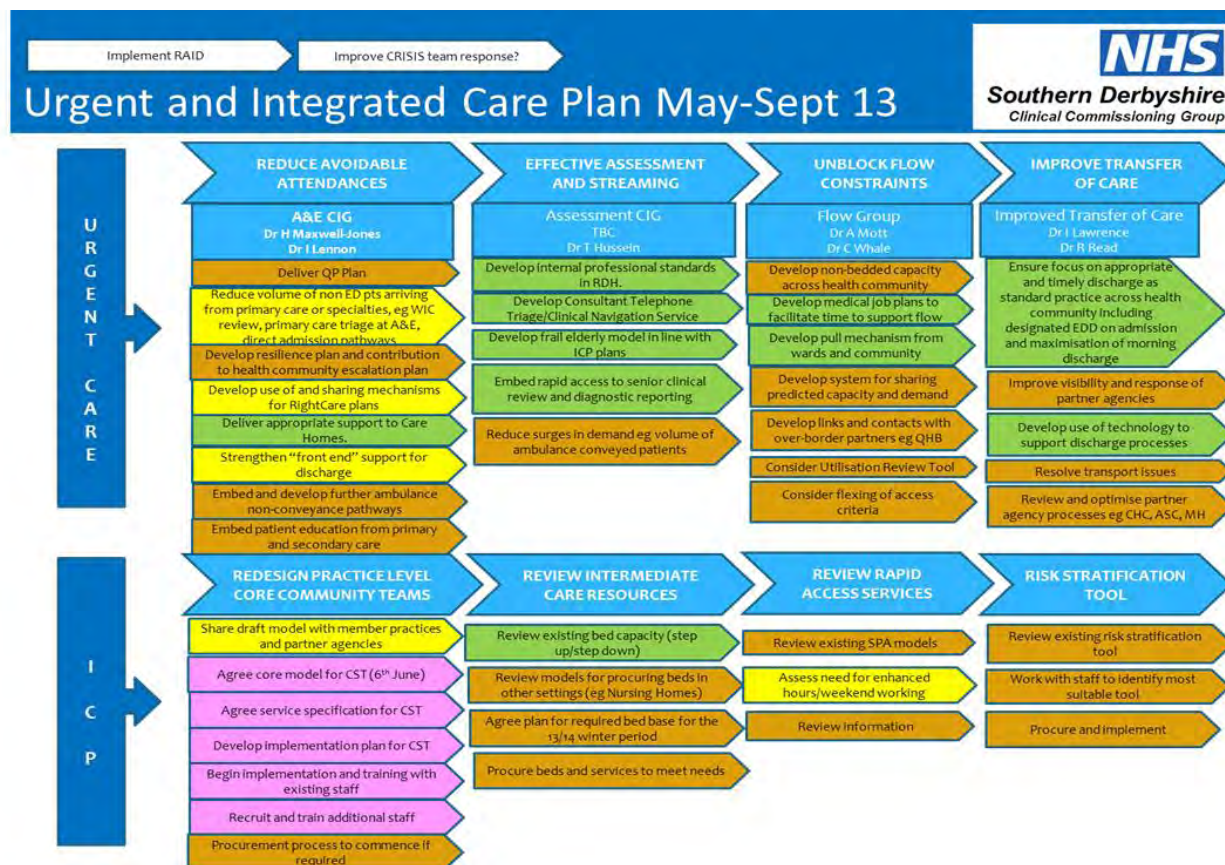 Implement RAID
Improve CRISIS team response?
NHS
Southern Derbyshire
Clinical Commissioning Group
Urgent and Integrated Care Plan May-Sept 13
URGENT CARE
REDUCE AVOIDABLE
ATTENDANCES
A&E CIG
Dr H Maxwell-Jones
Dr I Lennon
Deliver QP Plan
Reduce volume of non ED pts arriving
from primary care or specialties, eg WIC
review, primary care triage at A&E,
direct admission pathways
Develop resilience plan and contribution
to health community escalation plan
Develop use of and sharing mechanisms
for RightCare plans
Deliver appropriate support to Care
Homes.
Strengthen “front end” support for
discharge
Embed and develop further ambulance
non-conveyance pathways
Embed patient education from primary
and secondary care
EFFECTIVE ASSESSMENT
AND STREAMING
Assessment CIG
TBC
Dr T Hussein
Develop internal professional standards
in RDH.
Develop Consultant Telephone
Triage/Clinical Navigation Service
Develop frail elderly model in line with
ICP plans
Embed rapid access to senior clinical
review and diagnostic reporting
Reduce surges in demand eg volume of
ambulance conveyed patients
UNBLOCK FLOW
CONSTRAINTS
Flow Group
Dr A Mott
Dr C Whale
Develop non-bedded capacity
across health community
Develop medical job plans to
facilitate time to support flow
Develop pull mechanism from
wards and community
Develop system for sharing
predicted capacity and demand
Develop links and contacts with
over-border partners eg QHB
Consider Utilisation Review Tool
Consider flexing of access
criteria
IMPROVE TRANSFER
OF CARE
Improved Transfer of Care
Dr I Lawrence
Dr R Read
Ensure focus on appropriate
and timely discharge as
standard practice across health
community including
designated EDD on admission
and maximisation of morning
discharge
Improve visibility and response of
partner agencies
Develop use of technology to
support discharge processes
Resolve transport issues
Review and optimise partner
agency processes eg CHC, ASC, MH
ICP
REDESIGN PRACTICE LEVEL
CORE COMMUNITY TEAMS
Share draft model with member practices
and partner agencies
Agree core model for CST (6th June)
Agree service specification for CST
Develop implementation plan for CST
Begin implementation and training with
existing staff
Recruit and train additional staff
Procurement process to commence if
required
REVIEW INTERMEDIATE
CARE RESOURCES
Review existing bed capacity (step
up/step down)
Review models for procuring beds in
other settings (eg Nursing Homes)
Agree plan for required bed base for the
13/14 winter period
Procure beds and services to meet needs
REVIEW RAPID
ACCESS SERVICES
Review existing SPA models
Assess need for enhanced
hours/weekend working
Review information
RISK STRATIFICATION
TOOL
Review existing risk stratification
tool
Work with staff to identify most
suitable tool
Procure and implement